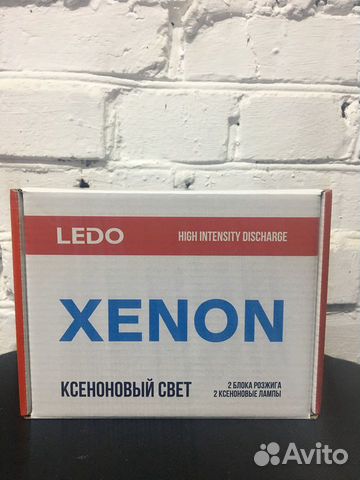 LEDO
HIGH INTENSITY DISCHARGE
XENON
КСЕНОНОВЫЙ СВЕТ
2 БЛОКА РОЗЖИГА
2 КСЕНОНОВЫЕ ЛАМПЫ
Avito